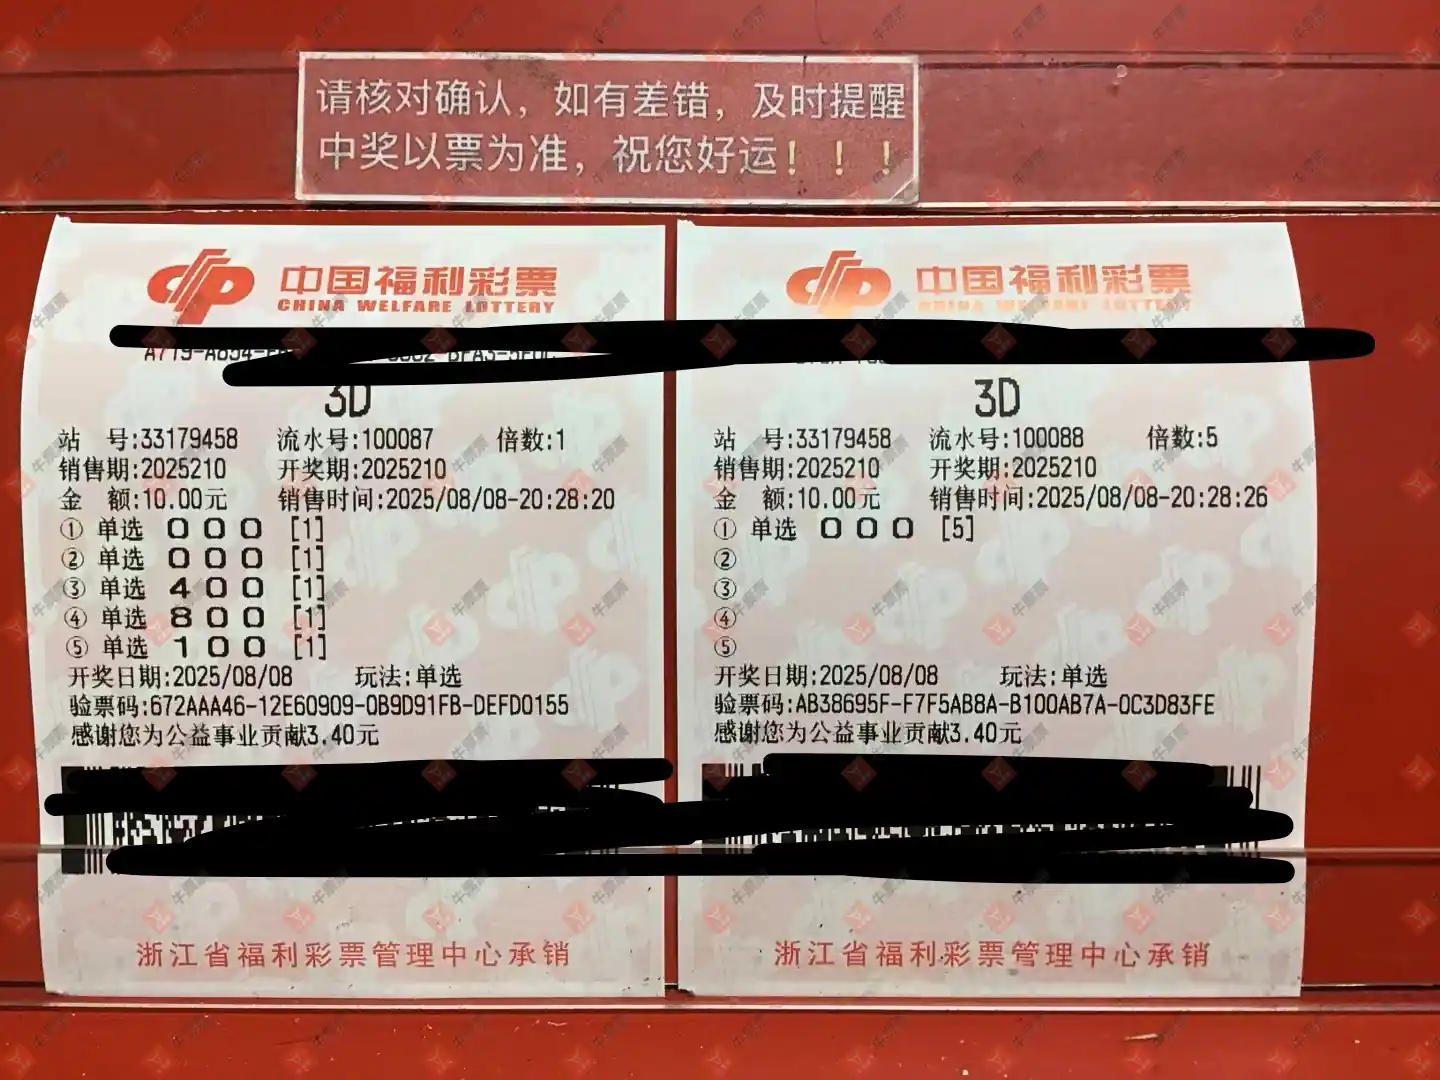 请核对确认，如有差错，及时提醒
中奖以票为准，祝您好运！！！
中国福利彩票
CHINA WELFARE LOTTERY
3D
站 号:33179458 流水号:100087 倍数:1
销售期:2025210 开奖期:2025210
金 额:10.00元 销售时间:2025/08/08-20:28:20
① 单选 0 0 0 [1]
② 单选 0 0 0 [1]
③ 单选 4 0 0 [1]
④ 单选 8 0 0 [1]
⑤ 单选 1 0 0 [1]
开奖日期:2025/08/08 玩法:单选
验票码:672AAA46-12E60909-0B9D91FB-DEFD0155
感谢您为公益事业贡献3.40元
浙江省福利彩票管理中心承销
中国福利彩票
CHINA WELFARE LOTTERY
3D
站 号:33179458 流水号:100088 倍数:5
销售期:2025210 开奖期:2025210
金 额:10.00元 销售时间:2025/08/08-20:28:26
① 单选 0 0 0 [5]
②
③
④
⑤
开奖日期:2025/08/08 玩法:单选
验票码:AB38695F-F7F5AB8A-B100AB7A-0C3D83FE
感谢您为公益事业贡献3.40元
浙江省福利彩票管理中心承销